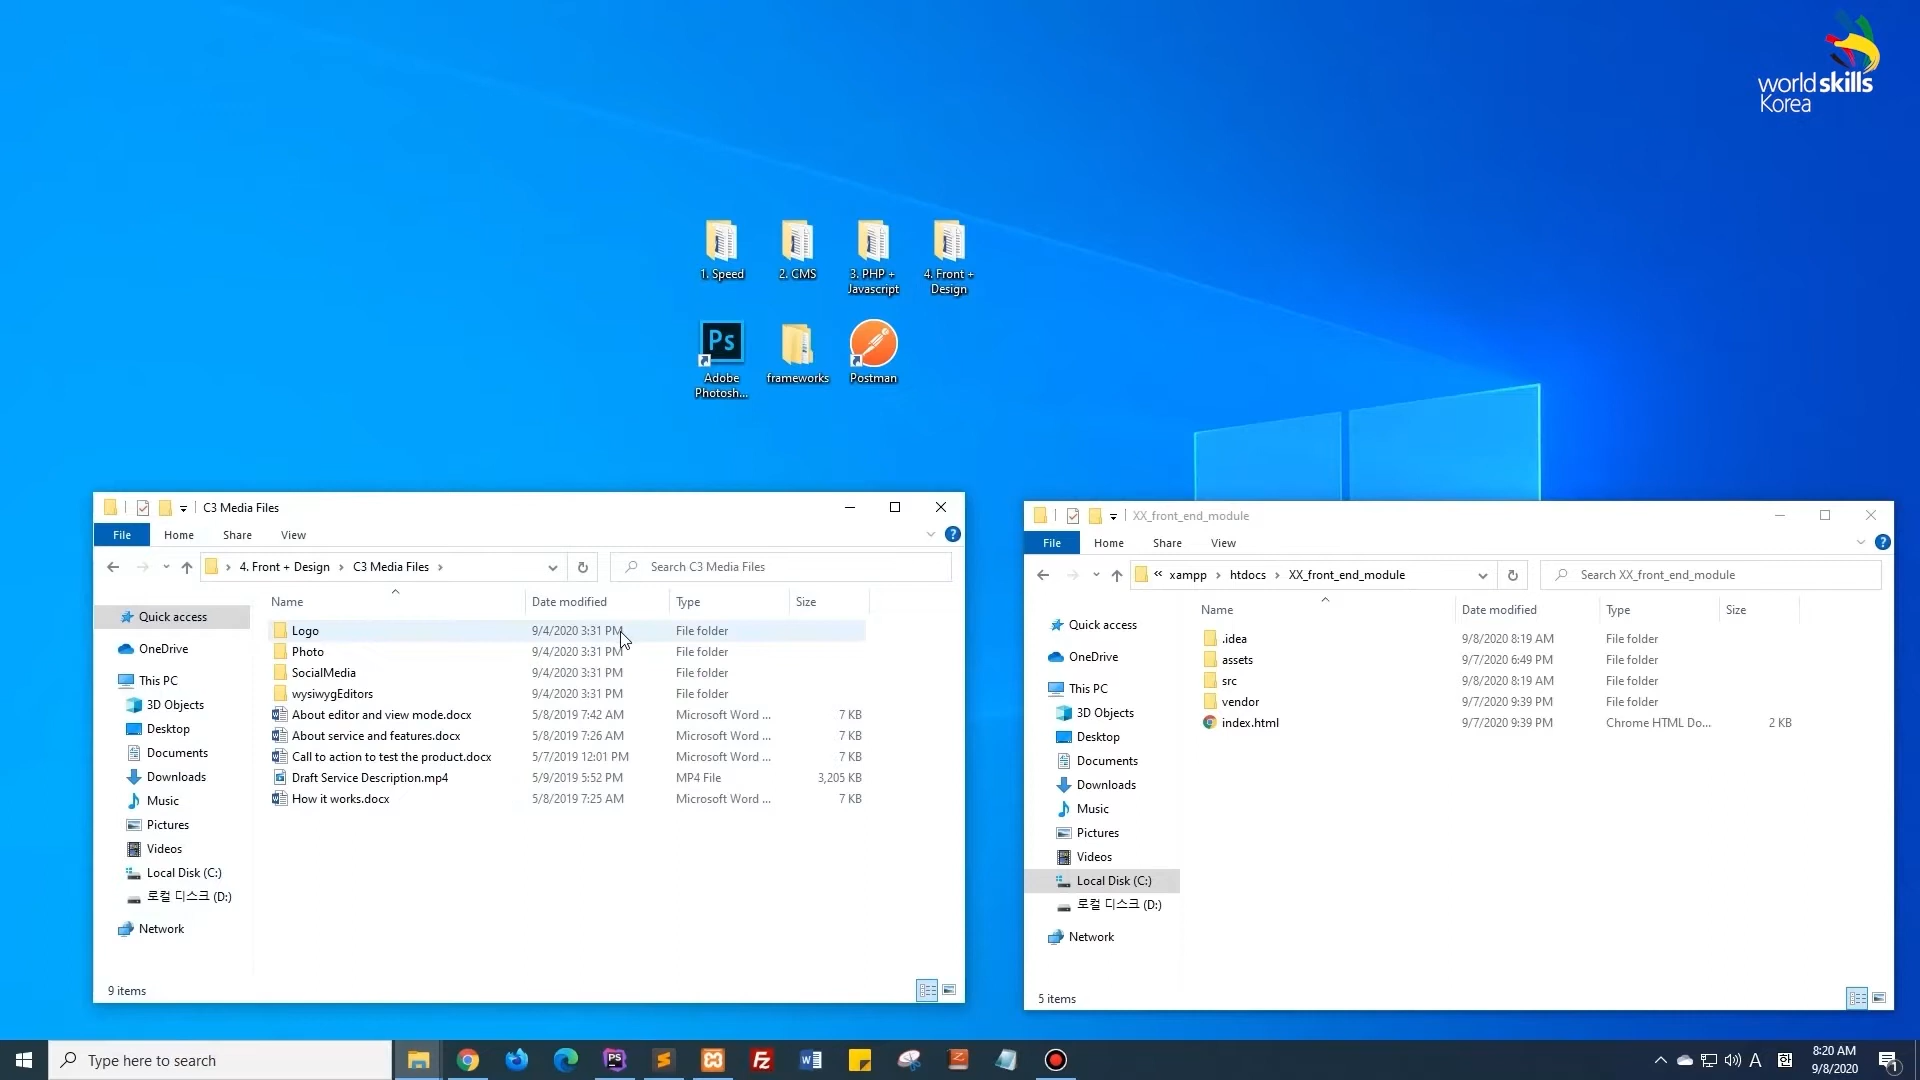 world skills
Korea
1. Speed
2. CMS
3. PHP +
Javascript
4. Front +
Design
Ps
Adobe
Photosh...
frameworks
Postman
C3 Media Files
File Home Share View
4. Front + Design › C3 Media Files ›
Search C3 Media Files
Name Date modified Type Size
Quick access
OneDrive
This PC
3D Objects
Desktop
Documents
Downloads
Music
Pictures
Videos
Local Disk (C:)
로컬 디스크 (D:)
Network
Logo 9/4/2020 3:31 PM File folder
Photo 9/4/2020 3:31 PM File folder
SocialMedia 9/4/2020 3:31 PM File folder
wysiwygEditors 9/4/2020 3:31 PM File folder
About editor and view mode.docx 5/8/2019 7:42 AM Microsoft Word ... 7 KB
About service and features.docx 5/8/2019 7:26 AM Microsoft Word ... 7 KB
Call to action to test the product.docx 5/7/2019 12:01 PM Microsoft Word ... 7 KB
Draft Service Description.mp4 5/9/2019 5:52 PM MP4 File 3,205 KB
How it works.docx 5/8/2019 7:25 AM Microsoft Word ... 7 KB
9 items
XX_front_end_module
File Home Share View
« xampp › htdocs › XX_front_end_module
Search XX_front_end_module
Name Date modified Type Size
Quick access
OneDrive
This PC
3D Objects
Desktop
Documents
Downloads
Music
Pictures
Videos
Local Disk (C:)
로컬 디스크 (D:)
Network
.idea 9/8/2020 8:19 AM File folder
assets 9/7/2020 6:49 PM File folder
src 9/8/2020 8:19 AM File folder
vendor 9/7/2020 9:39 PM File folder
index.html 9/7/2020 9:39 PM Chrome HTML Do... 2 KB
5 items
Type here to search
PS
Fz
W
A
한
8:20 AM
9/8/2020
1